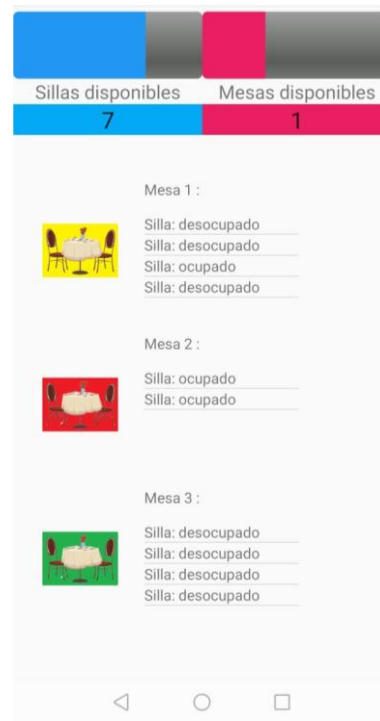 Sillas disponibles
Mesas disponibles
7
1
Mesa 1 :
Silla: desocupado
Silla: desocupado
Silla: ocupado
Silla: desocupado
Mesa 2 :
Silla: ocupado
Silla: ocupado
Mesa 3 :
Silla: desocupado
Silla: desocupado
Silla: desocupado
Silla: desocupado